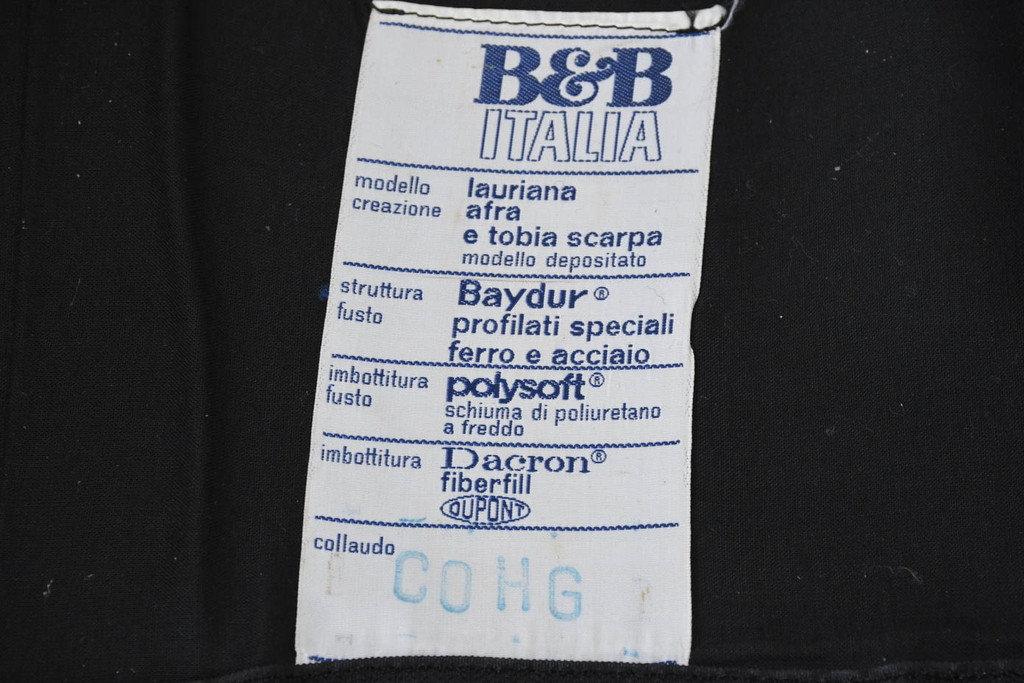 B&B
ITALIA
modello lauriana
creazione afra
e tobia scarpa
modello depositato
struttura Baydur®
fusto profilati speciali
ferro e acciaio
imbottitura polysoft®
fusto schiuma di poliuretano
a freddo
imbottitura Dacron®
fiberfill
DUPONT
collaudo COHG